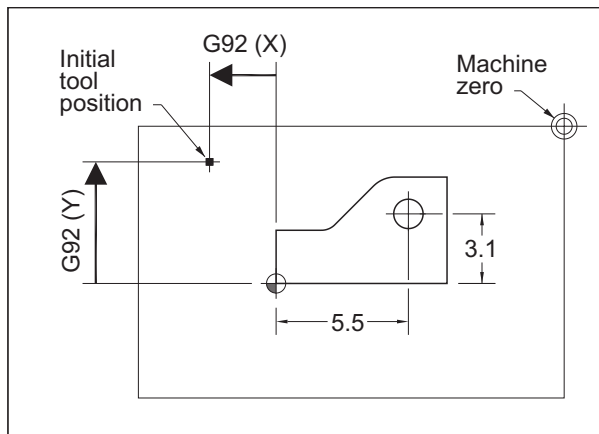 G92 (X)
Initial
tool
position
Machine
zero
G92 (Y)
3.1
5.5